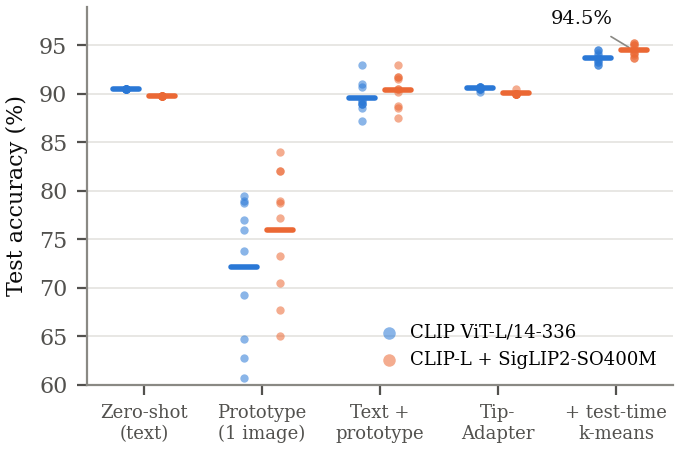 94.5%
Test accuracy (%)
95
90
85
80
75
70
65
60
CLIP ViT-L/14-336
CLIP-L + SigLIP2-SO400M
Zero-shot
(text)
Prototype
(1 image)
Text +
prototype
Tip-
Adapter
+ test-time
k-means